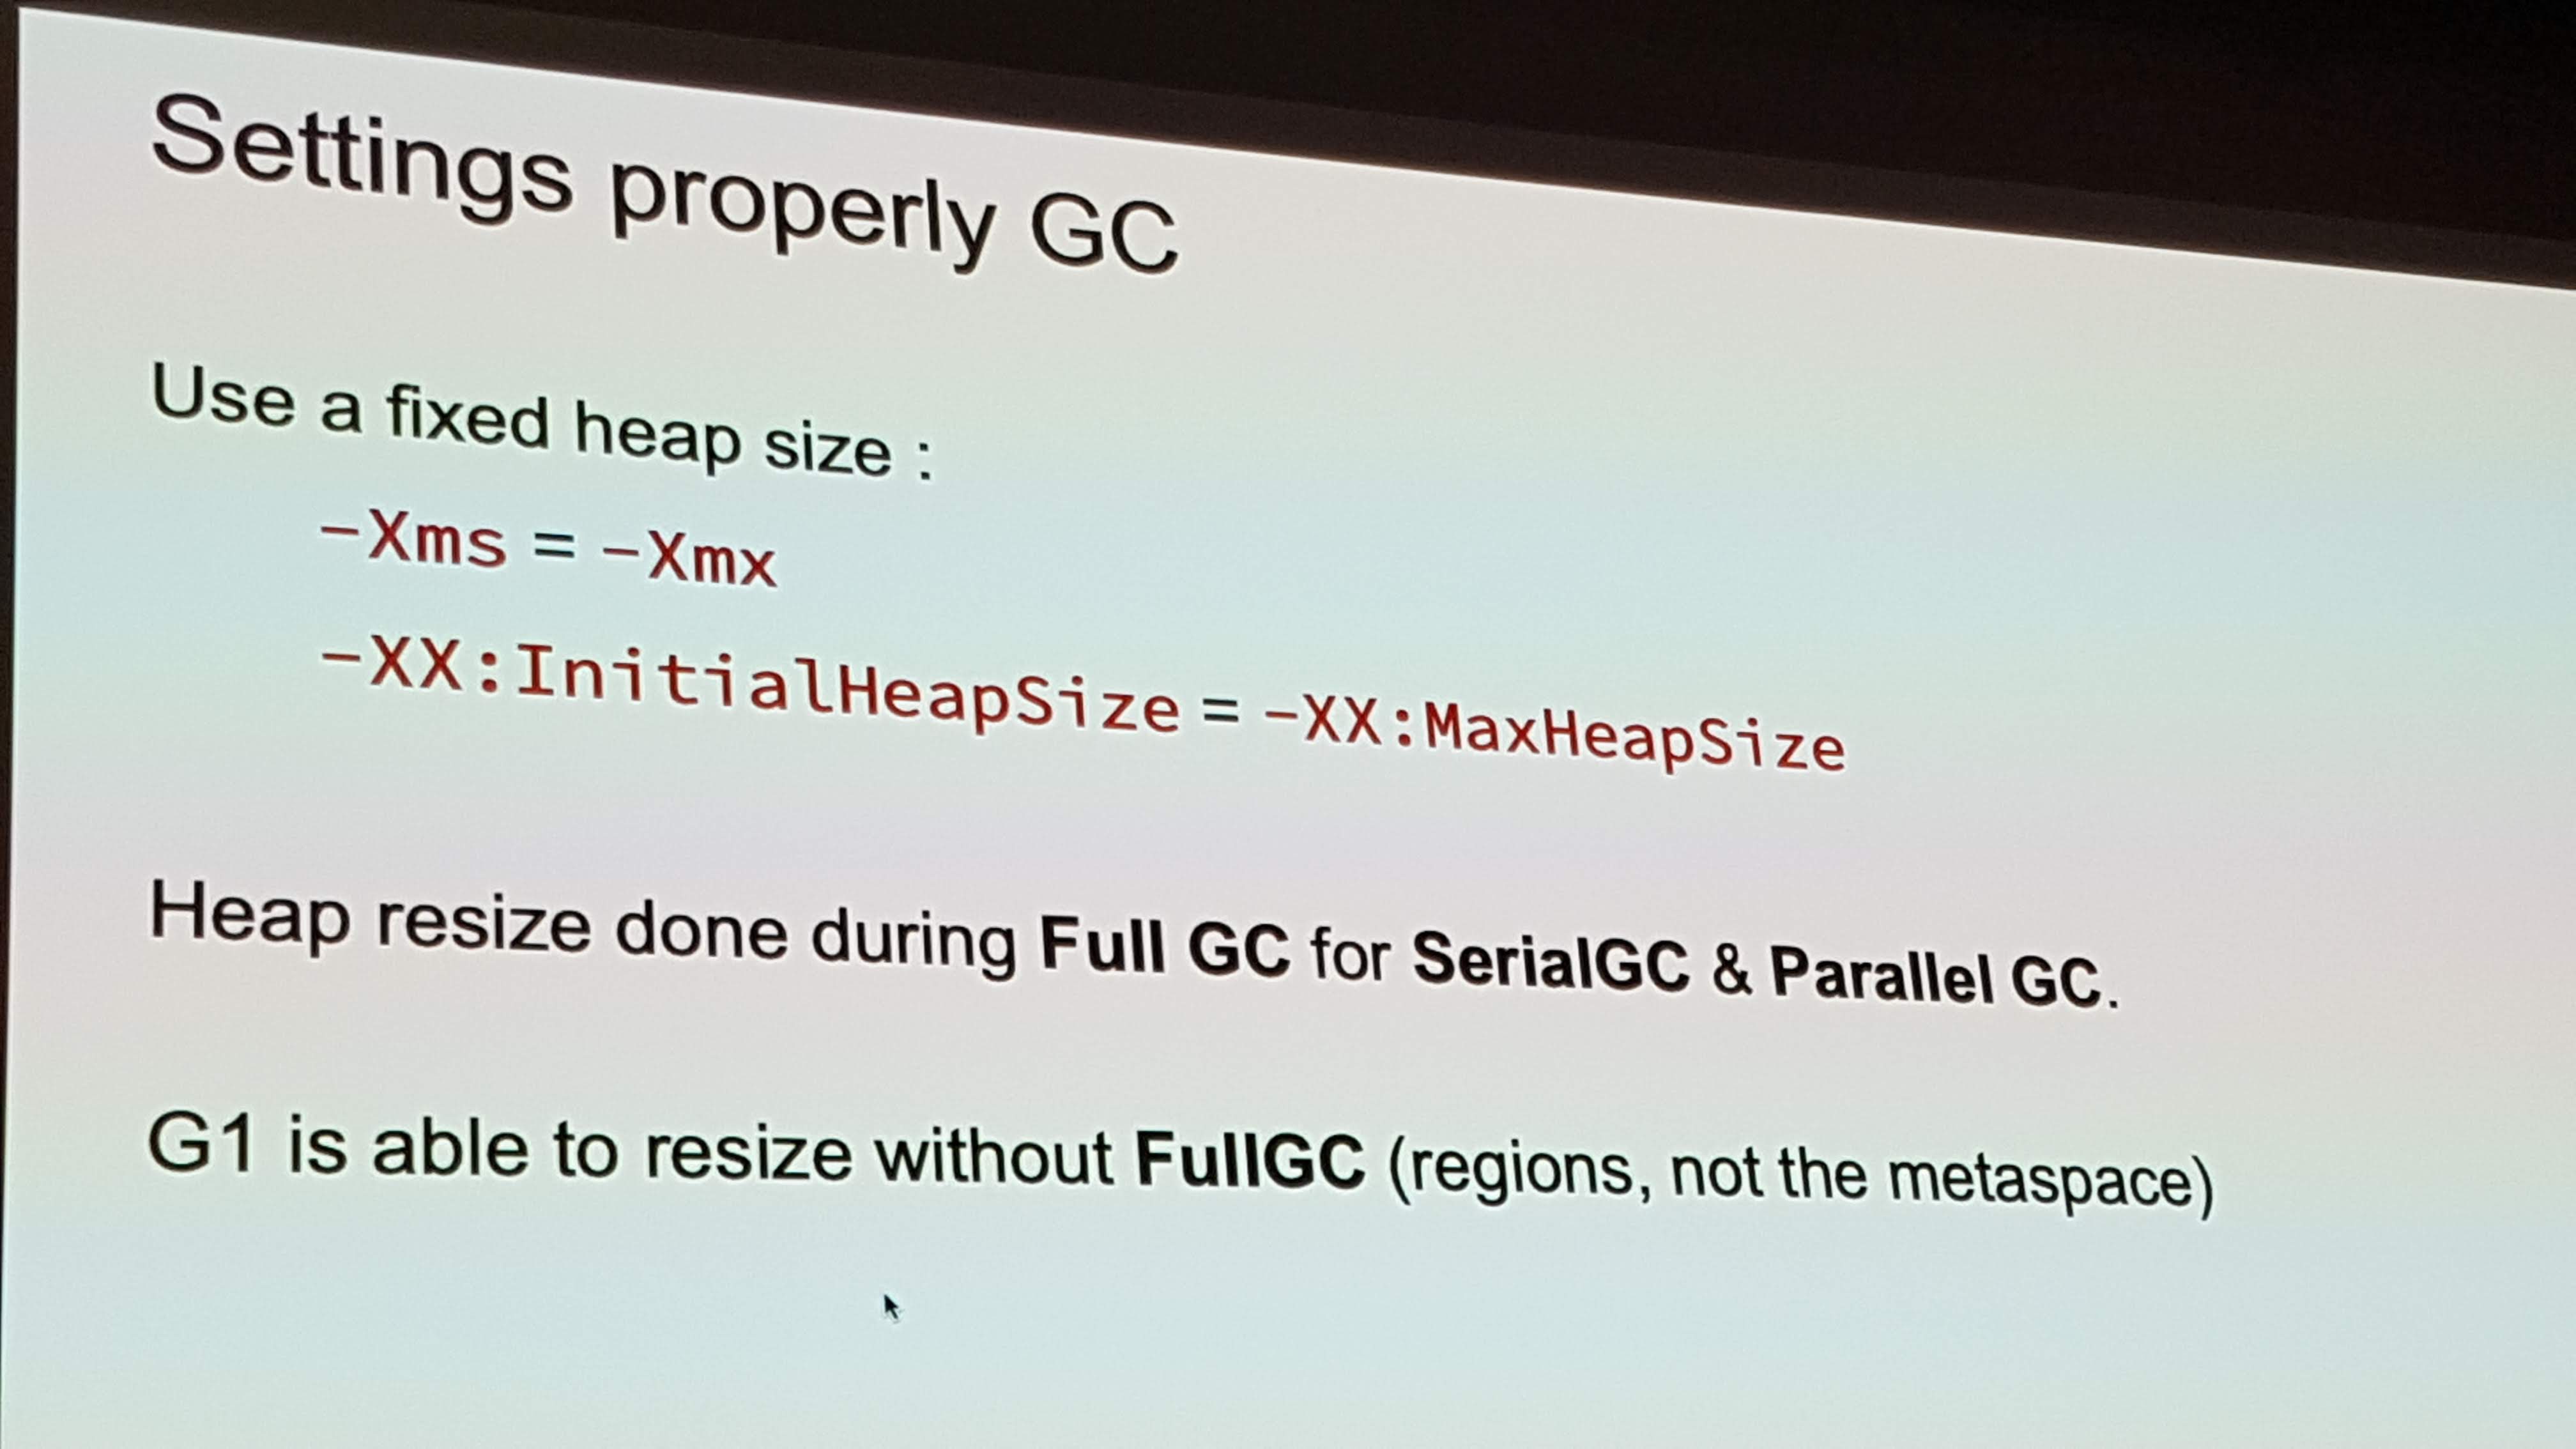 Settings properly GC
Use a fixed heap size :
-Xms = -Xmx
-XX:InitialHeapSize = -XX:MaxHeapSize
Heap resize done during Full GC for SerialGC & Parallel GC.
G1 is able to resize without FullGC (regions, not the metaspace)